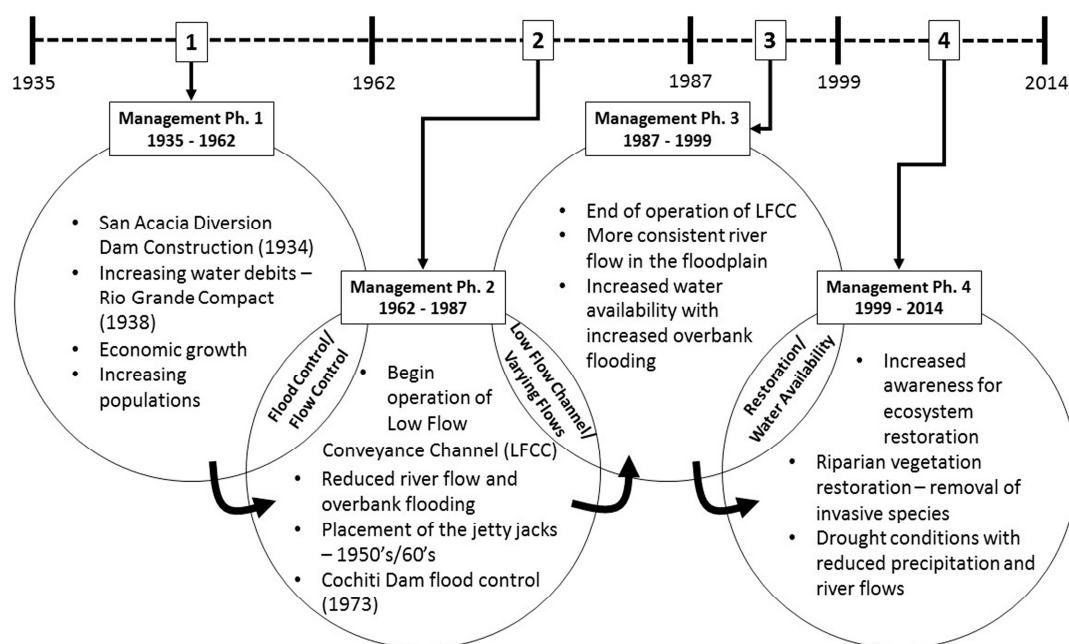 1
2
3
4
1935
1962
1987
1999
2014
Management Ph. 1
1935 - 1962
• San Acacia Diversion
Dam Construction (1934)
• Increasing water debits –
Rio Grande Compact
(1938)
• Economic growth
• Increasing
populations
Flood Control/
Flow Control
Management Ph. 2
1962 - 1987
• Begin
operation of
Low Flow
Conveyance Channel (LFCC)
• Reduced river flow and
overbank flooding
• Placement of the jetty jacks
– 1950's/60's
• Cochiti Dam flood control
(1973)
Low Flow Channel/
Varying Flows
Management Ph. 3
1987 - 1999
• End of operation of LFCC
• More consistent river
flow in the floodplain
• Increased water
availability with
increased overbank
flooding
Restoration/
Water Availability
Management Ph. 4
1999 - 2014
• Increased
awareness for
ecosystem
restoration
• Riparian vegetation
restoration – removal of
invasive species
• Drought conditions with
reduced precipitation and
river flows